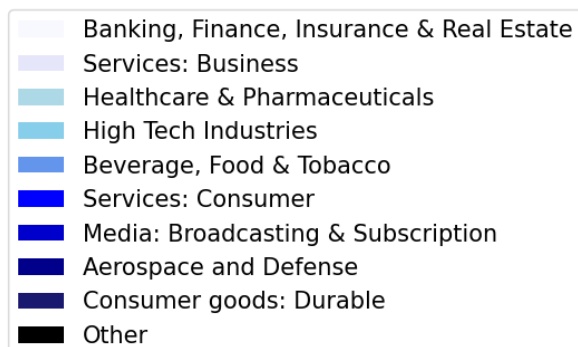 Banking, Finance, Insurance & Real Estate
Services: Business
Healthcare & Pharmaceuticals
High Tech Industries
Beverage, Food & Tobacco
Services: Consumer
Media: Broadcasting & Subscription
Aerospace and Defense
Consumer goods: Durable
Other